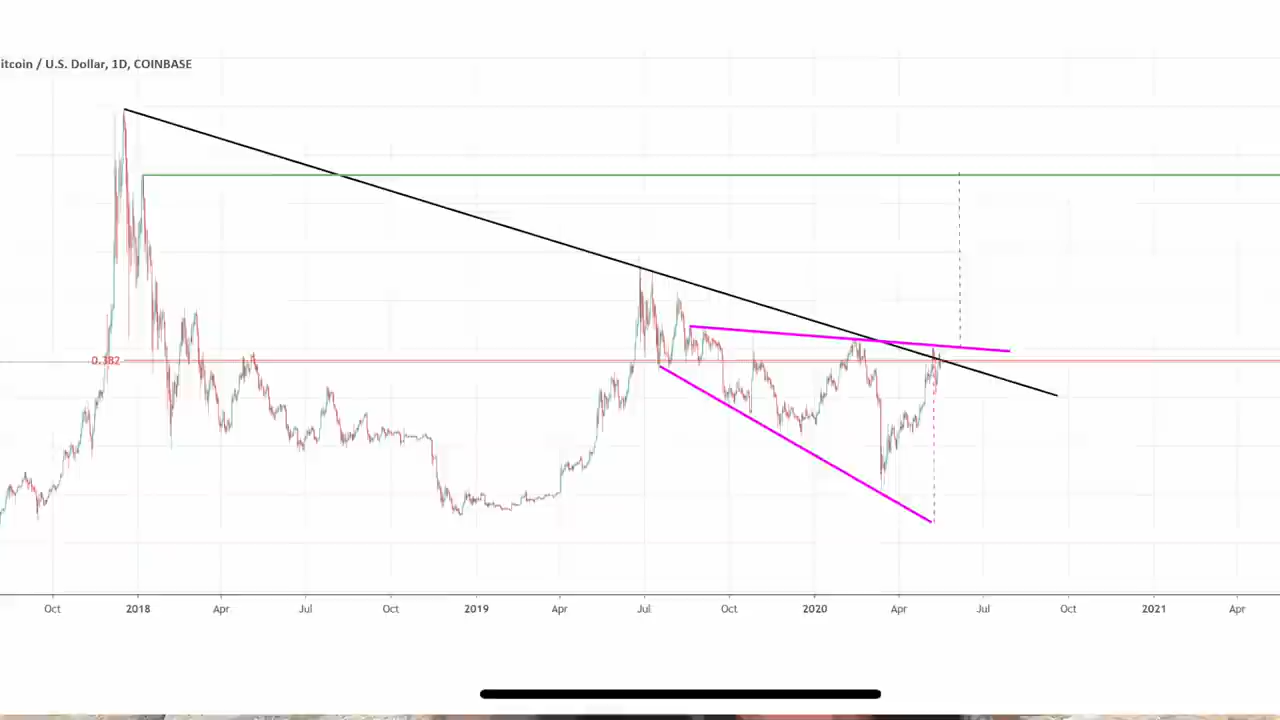 itcoin / U.S. Dollar, 1D, COINBASE
0.382
Oct 2018 Apr Jul Oct 2019 Apr Jul Oct 2020 Apr Jul Oct 2021 Apr